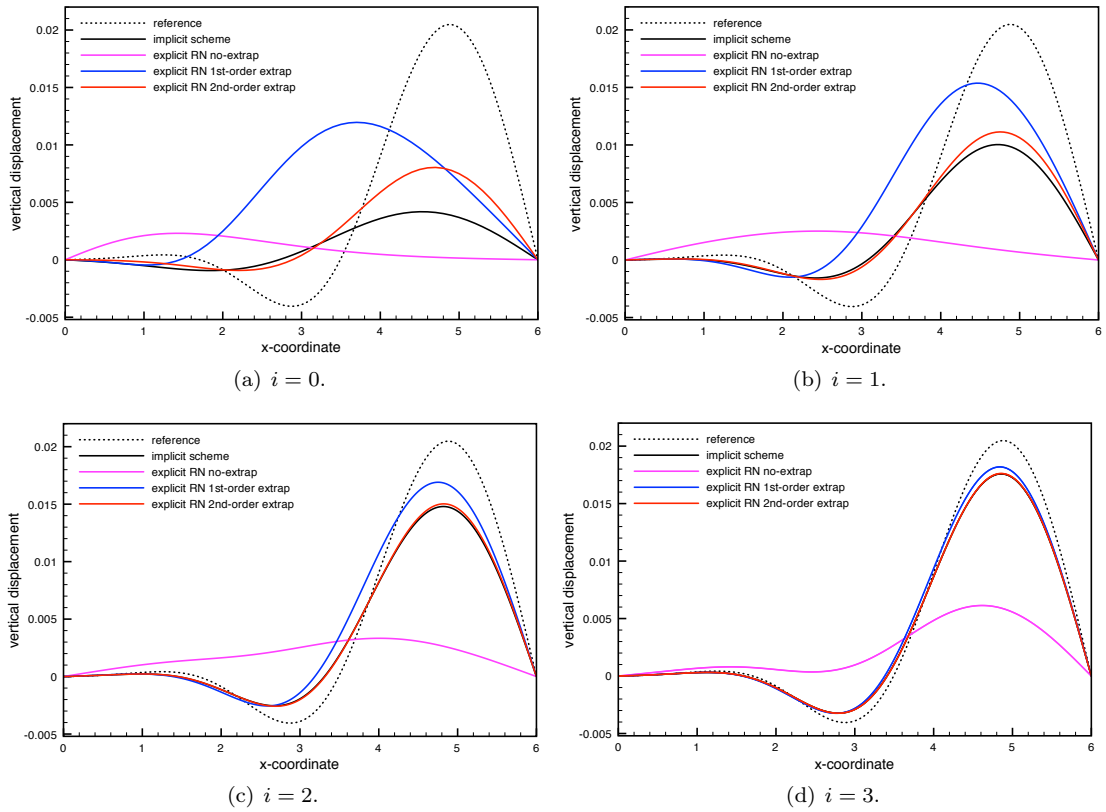 reference
implicit scheme
explicit RN no-extrap
explicit RN 1st-order extrap
explicit RN 2nd-order extrap
0.02
0.015
0.01
0.005
0
-0.005
vertical displacement
0 1 2 3 4 5 6
x-coordinate
(a) i = 0.
reference
implicit scheme
explicit RN no-extrap
explicit RN 1st-order extrap
explicit RN 2nd-order extrap
0.02
0.015
0.01
0.005
0
-0.005
vertical displacement
0 1 2 3 4 5 6
x-coordinate
(b) i = 1.
reference
implicit scheme
explicit RN no-extrap
explicit RN 1st-order extrap
explicit RN 2nd-order extrap
0.02
0.015
0.01
0.005
0
-0.005
vertical displacement
0 1 2 3 4 5 6
x-coordinate
(c) i = 2.
reference
implicit scheme
explicit RN no-extrap
explicit RN 1st-order extrap
explicit RN 2nd-order extrap
0.02
0.015
0.01
0.005
0
-0.005
vertical displacement
0 1 2 3 4 5 6
x-coordinate
(d) i = 3.